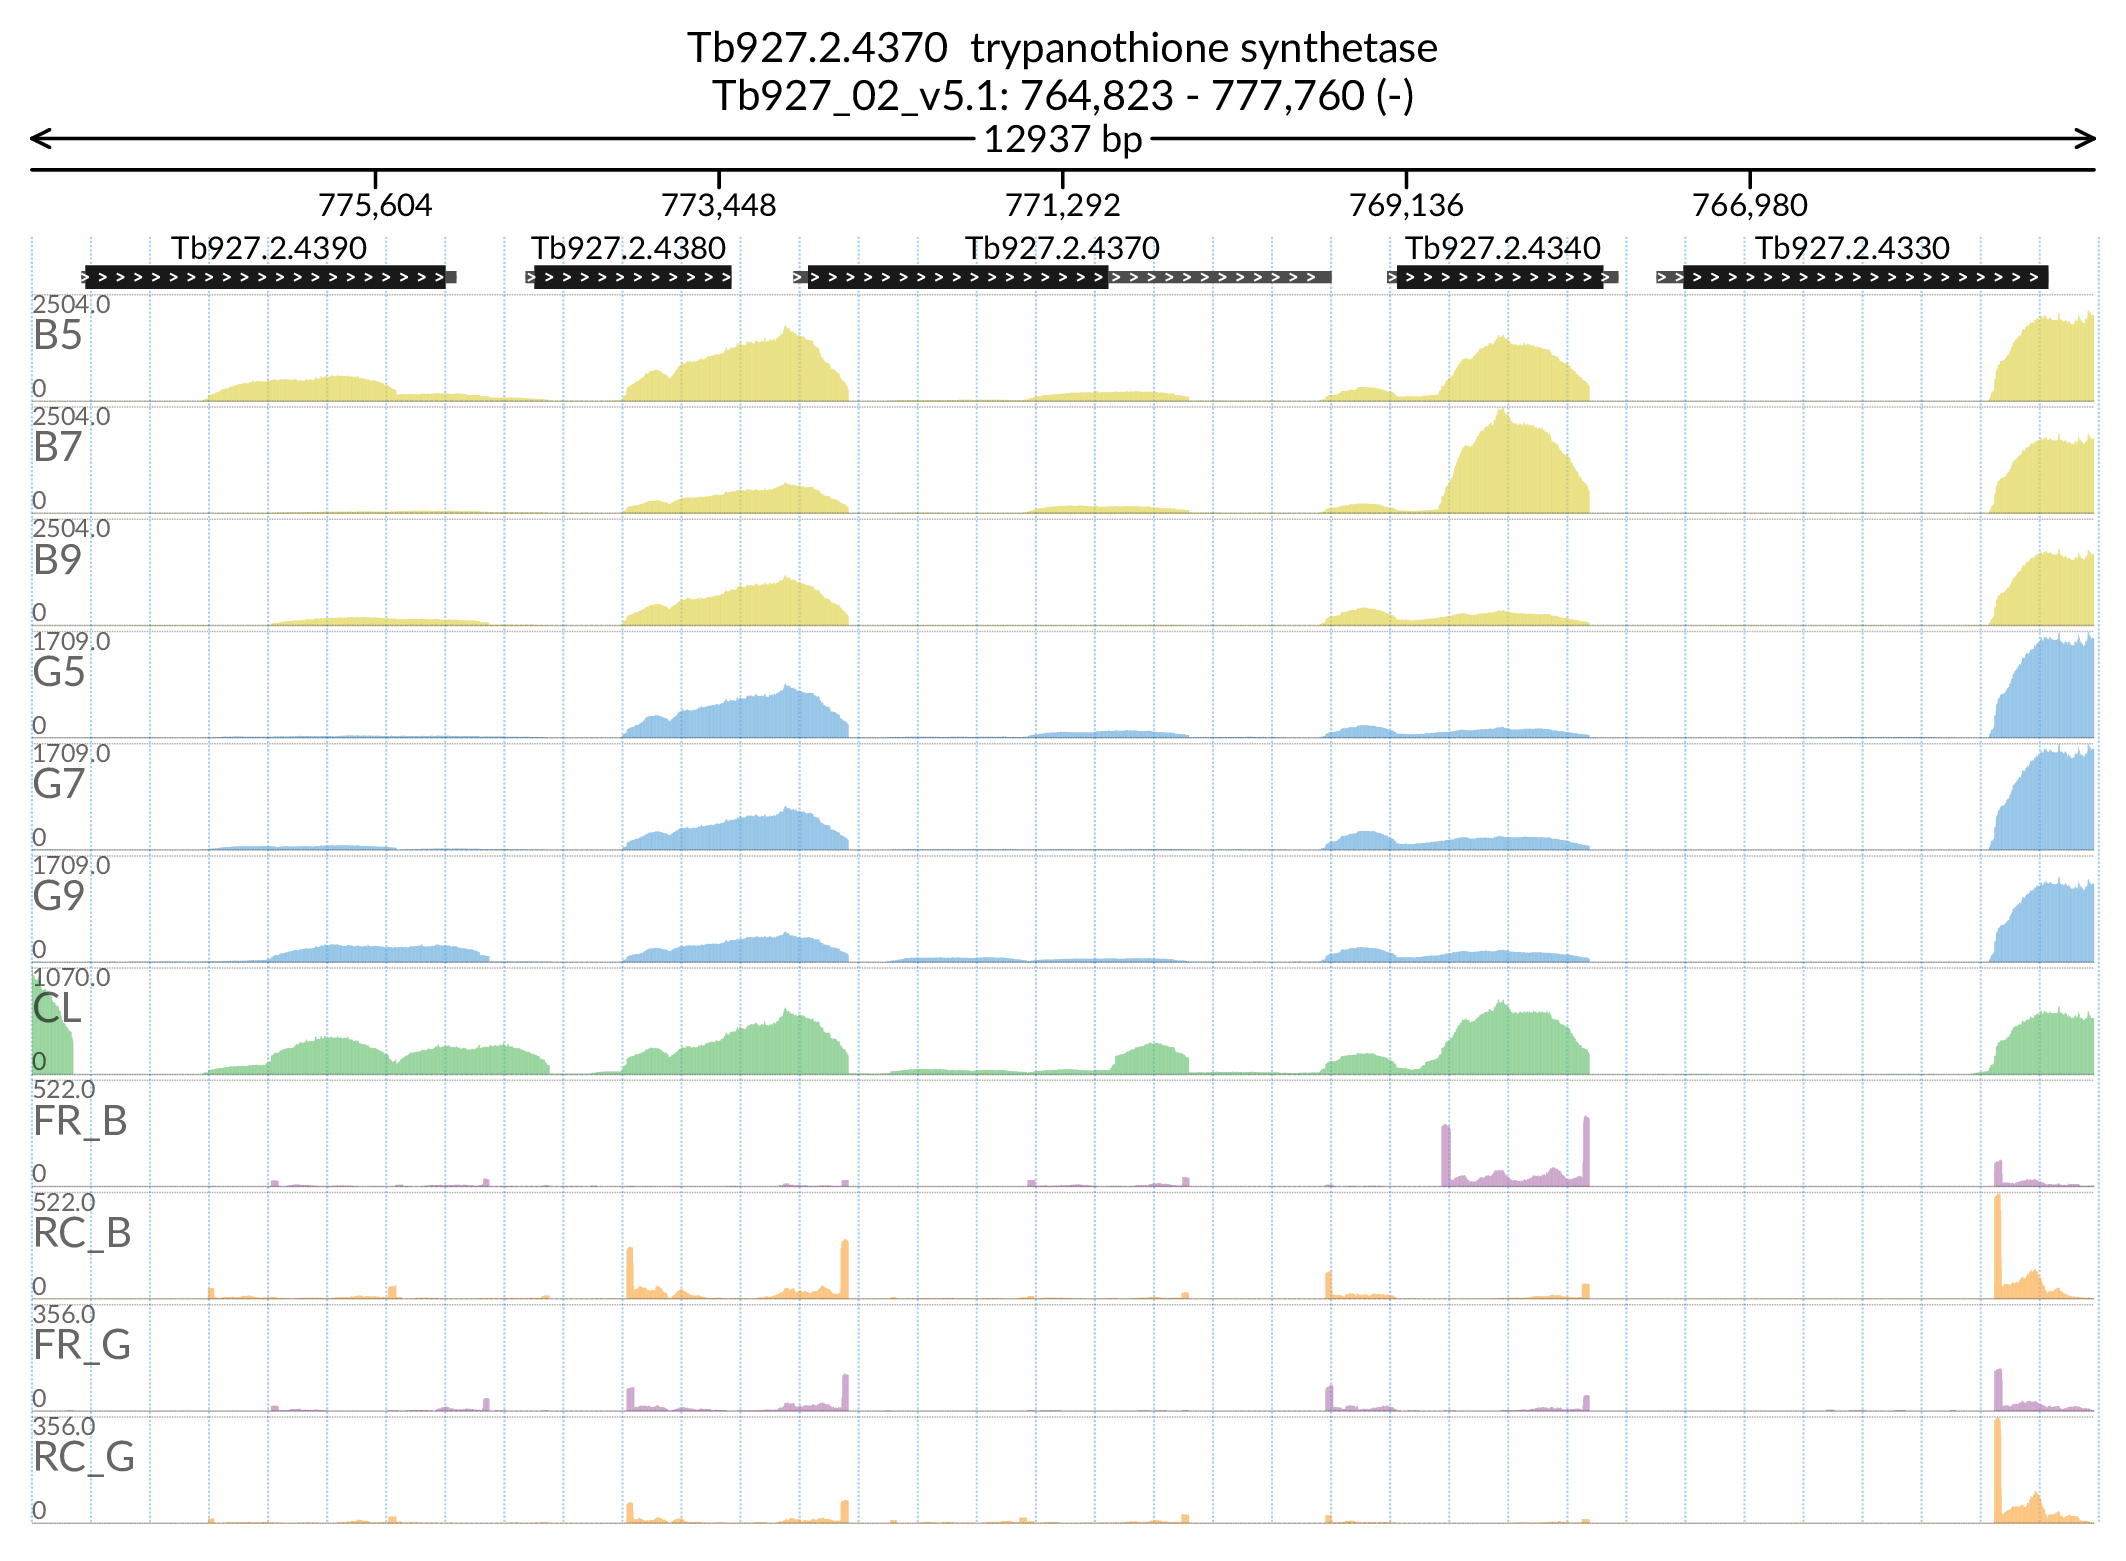 Tb927.2.4370 trypanothione synthetase
Tb927_02_v5.1: 764,823 - 777,760 (-)
12937 bp
775,604 773,448 771,292 769,136 766,980
Tb927.2.4390 Tb927.2.4380 Tb927.2.4370 Tb927.2.4340 Tb927.2.4330
2504.0
B5
0
2504.0
B7
0
2504.0
B9
0
1709.0
G5
0
1709.0
G7
0
1709.0
G9
0
1070.0
CL
0
522.0
FR_B
0
522.0
RC_B
0
356.0
FR_G
0
356.0
RC_G
0